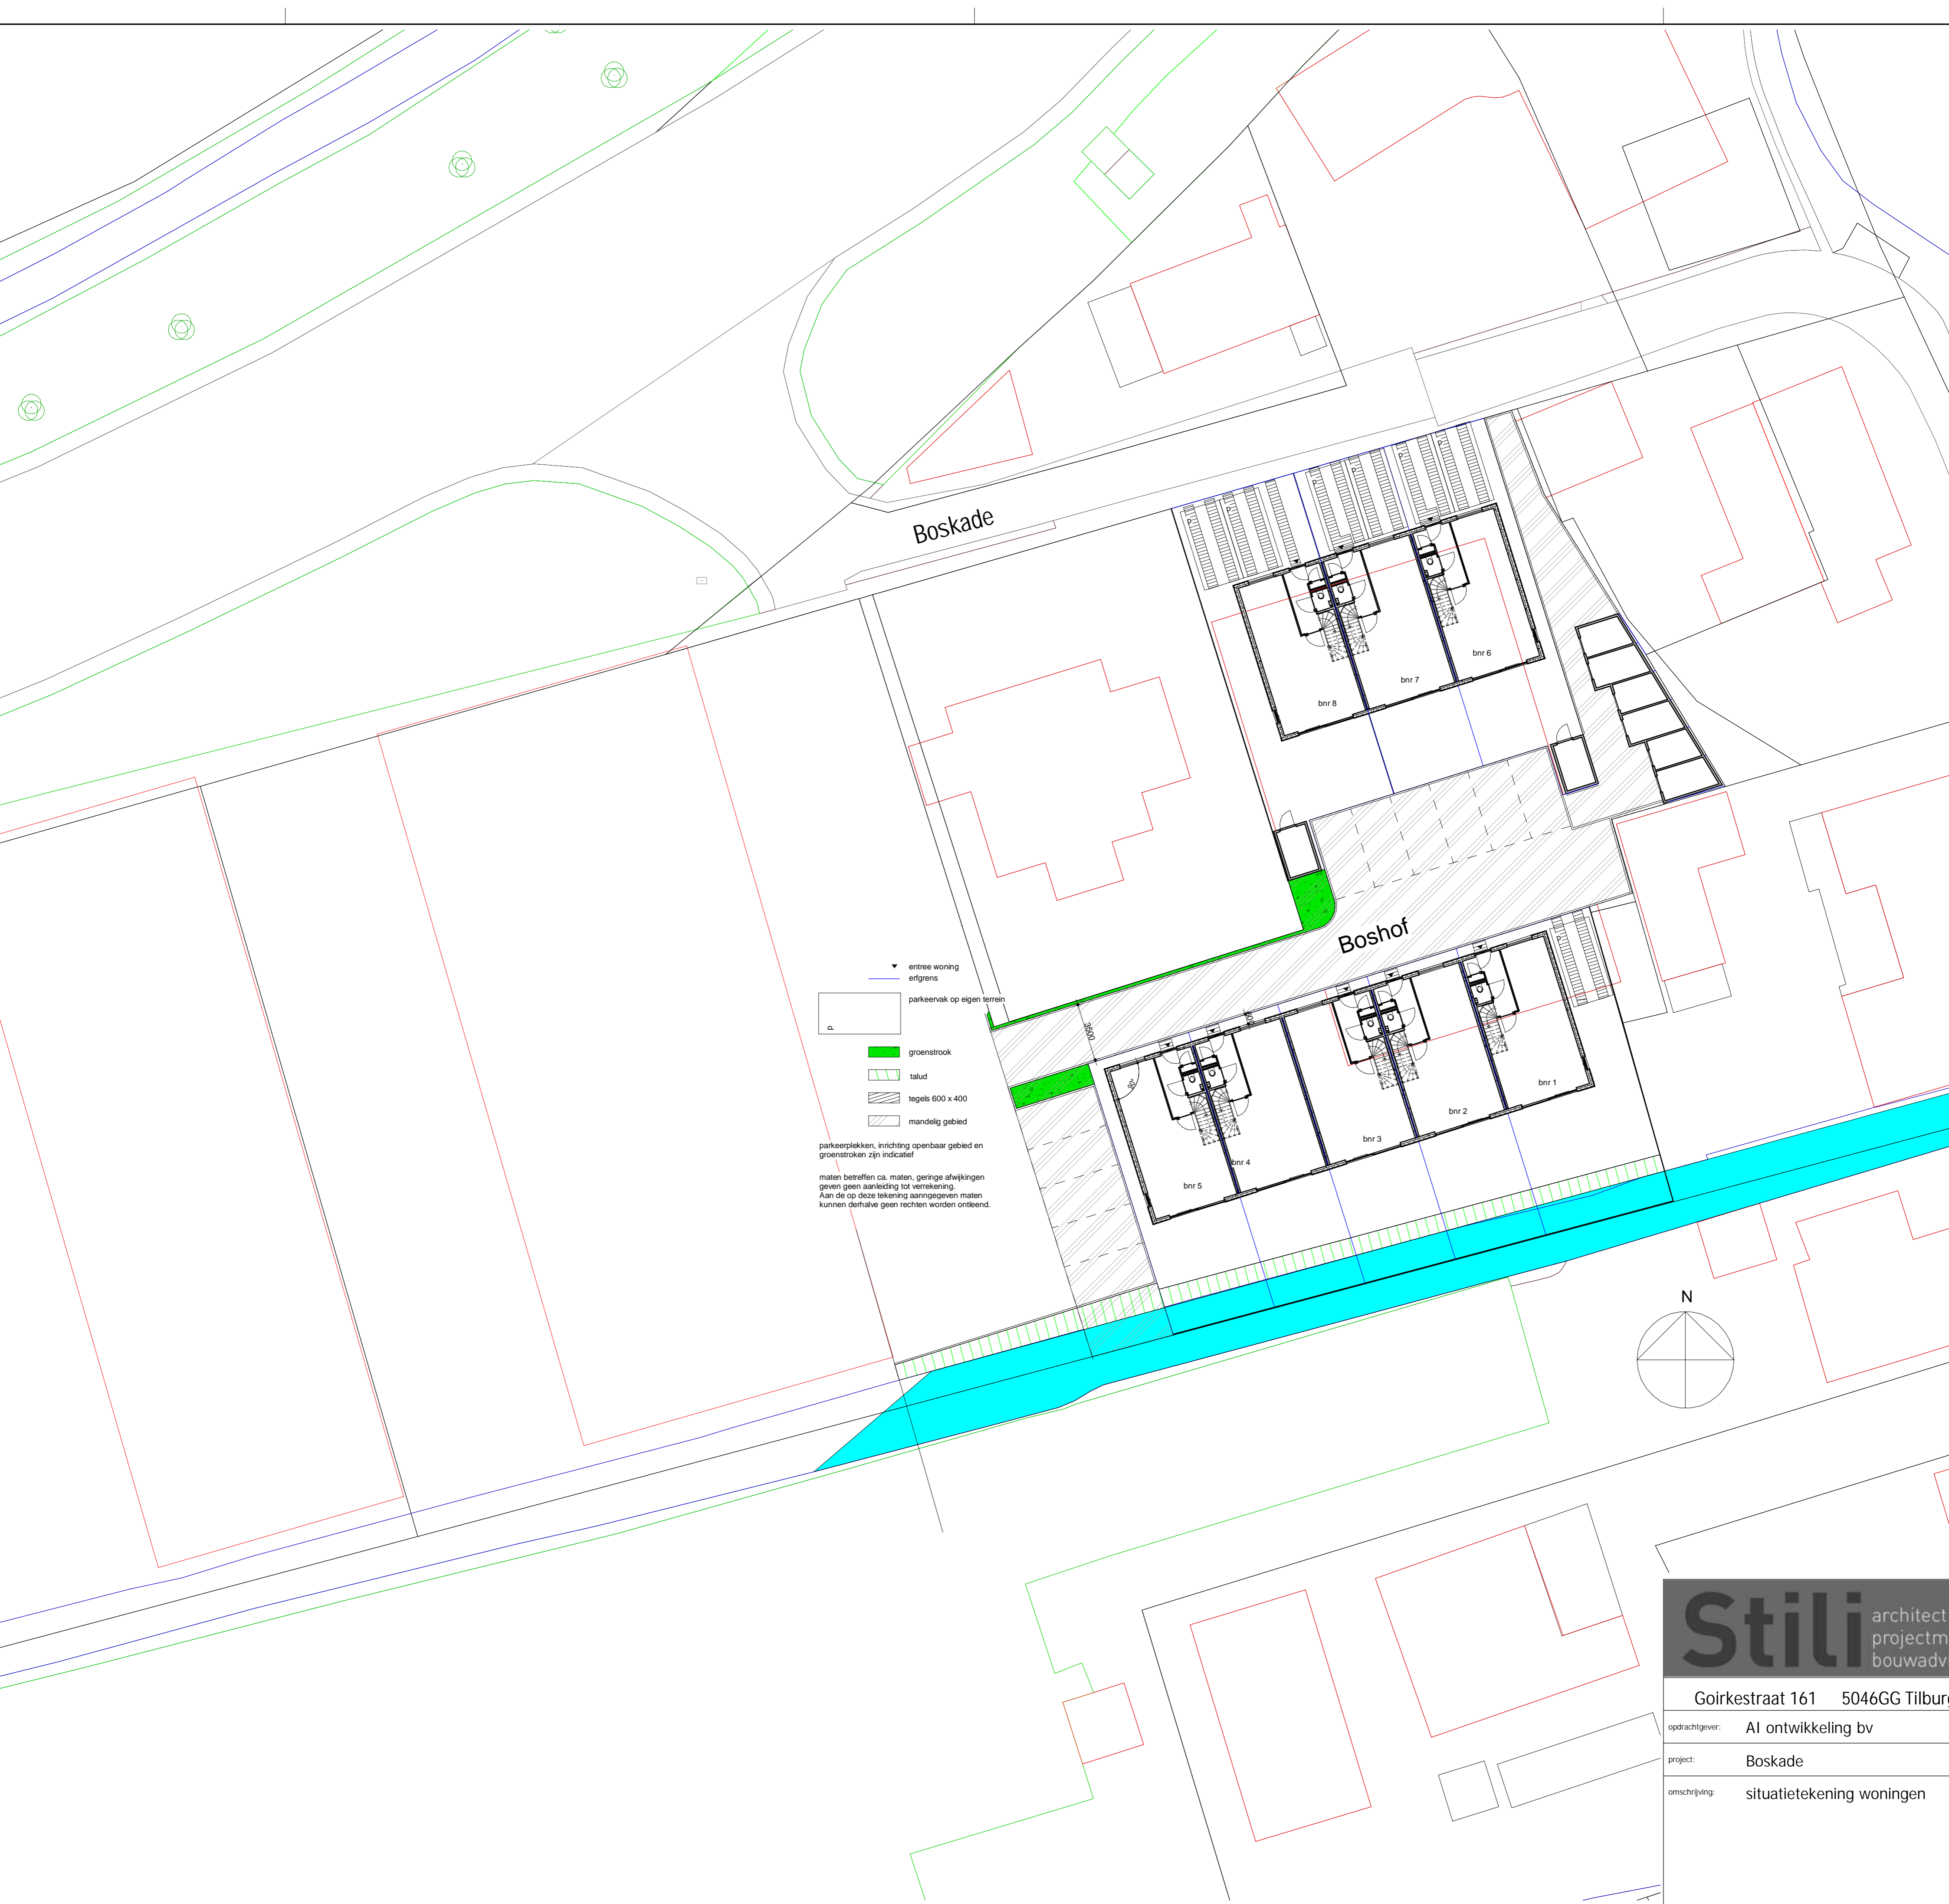 Boskade
p
p
p
p
p
p
bnr 6
bnr 7
bnr 8
Boshof
p
entree woning
erfgrens
parkeervak op eigen terrein
p
3500
groenstrook
talud
tegels 600 x 400
mandelig gebied
90°
bnr 1
bnr 2
bnr 3
bnr 4
bnr 5
parkeerplekken, inrichting openbaar gebied en
groenstroken zijn indicatief
maten betreffen ca. maten, geringe afwijkingen
geven geen aanleiding tot verrekening.
Aan de op deze tekening aanngegeven maten
kunnen derhalve geen rechten worden ontleend.
N
Stili
architect
projectm
bouwadv
Goirkestraat 161 5046GG Tilburg
opdrachtgever: AI ontwikkeling bv
project: Boskade
omschrijving: situatietekening woningen